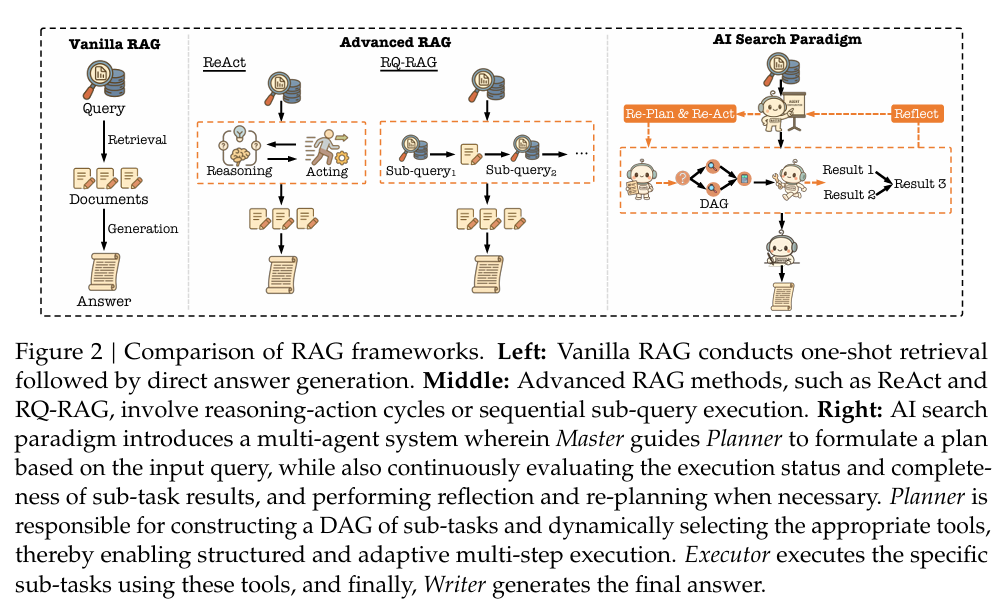 Vanilla RAG
Query
Retrieval
Documents
Generation
Answer
Advanced RAG
ReAct
Reasoning
Acting
RQ-RAG
Sub-query1
Sub-query2
...
AI Search Paradigm
Re-Plan & Re-Act
Reflect
DAG
Result 1
Result 2
Result 3
Figure 2 | Comparison of RAG frameworks. Left: Vanilla RAG conducts one-shot retrieval
followed by direct answer generation. Middle: Advanced RAG methods, such as ReAct and
RQ-RAG, involve reasoning-action cycles or sequential sub-query execution. Right: AI search
paradigm introduces a multi-agent system wherein Master guides Planner to formulate a plan
based on the input query, while also continuously evaluating the execution status and complete-
ness of sub-task results, and performing reflection and re-planning when necessary. Planner is
responsible for constructing a DAG of sub-tasks and dynamically selecting the appropriate tools,
thereby enabling structured and adaptive multi-step execution. Executor executes the specific
sub-tasks using these tools, and finally, Writer generates the final answer.